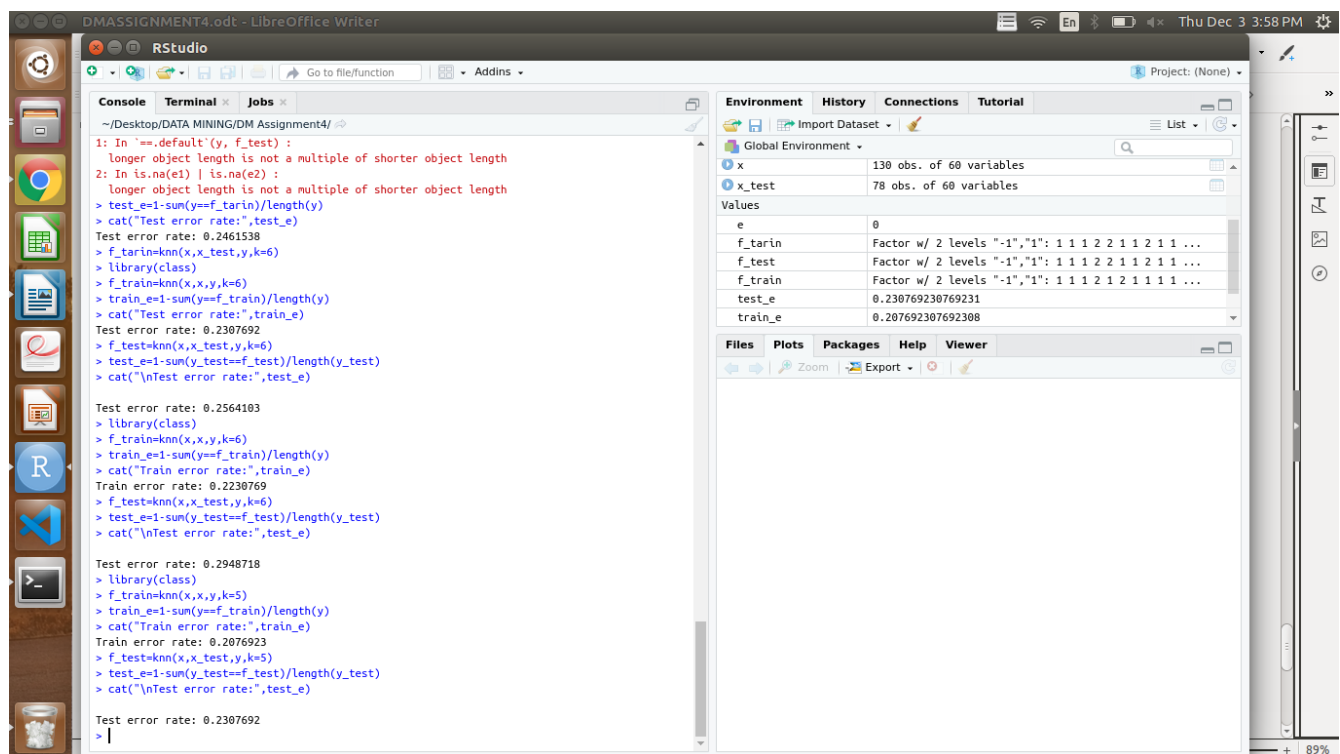 DMASSIGNMENT4.odt - LibreOffice Writer
En
Thu Dec 3 3:58 PM
RStudio
Go to file/function
Addins
Project: (None)
Console Terminal Jobs
~/Desktop/DATA MINING/DM Assignment4/
1: In `==.default`(y, f_test) :
longer object length is not a multiple of shorter object length
2: In is.na(e1) | is.na(e2) :
longer object length is not a multiple of shorter object length
> test_e=1-sum(y==f_tarin)/length(y)
> cat("Test error rate:",test_e)
Test error rate: 0.2461538
> f_tarin=knn(x,x_test,y,k=6)
> library(class)
> f_train=knn(x,x,y,k=6)
> train_e=1-sum(y==f_train)/length(y)
> cat("Test error rate:",train_e)
Test error rate: 0.2307692
> f_test=knn(x,x_test,y,k=6)
> test_e=1-sum(y_test==f_test)/length(y_test)
> cat("\nTest error rate:",test_e)
Test error rate: 0.2564103
> library(class)
> f_train=knn(x,x,y,k=6)
> train_e=1-sum(y==f_train)/length(y)
> cat("Train error rate:",train_e)
Train error rate: 0.2230769
> f_test=knn(x,x_test,y,k=6)
> test_e=1-sum(y_test==f_test)/length(y_test)
> cat("\nTest error rate:",test_e)
Test error rate: 0.2948718
> library(class)
> f_train=knn(x,x,y,k=5)
> train_e=1-sum(y==f_train)/length(y)
> cat("Train error rate:",train_e)
Train error rate: 0.2076923
> f_test=knn(x,x_test,y,k=5)
> test_e=1-sum(y_test==f_test)/length(y_test)
> cat("\nTest error rate:",test_e)
Test error rate: 0.2307692
>
Environment History Connections Tutorial
Import Dataset
List
Global Environment
x 130 obs. of 60 variables
x_test 78 obs. of 60 variables
Values
e 0
f_tarin Factor w/ 2 levels "-1","1": 1 1 1 2 2 1 1 2 1 1 ...
f_test Factor w/ 2 levels "-1","1": 1 1 1 2 2 1 1 2 1 1 ...
f_train Factor w/ 2 levels "-1","1": 1 1 1 2 1 2 1 1 1 1 ...
test_e 0.230769230769231
train_e 0.207692307692308
Files Plots Packages Help Viewer
Zoom Export
R
>_
89%